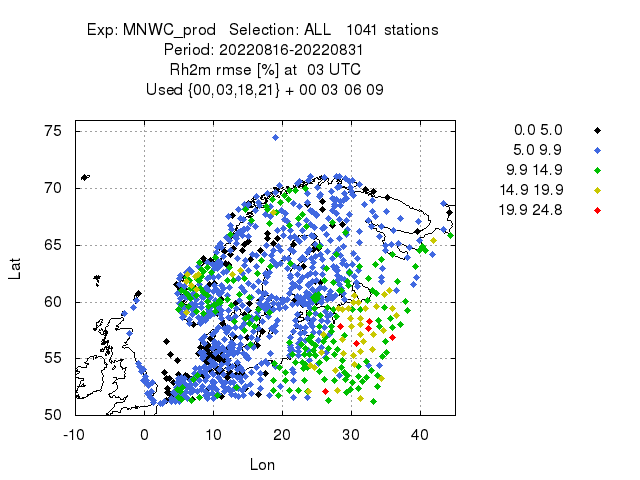 Exp: MNWC_prod   Selection: ALL   1041 stations
Period: 20220816-20220831
Rh2m rmse [%] at  03 UTC
Used {00,03,18,21} + 00 03 06 09
0.0 5.0
5.0 9.9
9.9 14.9
14.9 19.9
19.9 24.8
75
70
65
60
55
50
Lat
-10 0 10 20 30 40
Lon